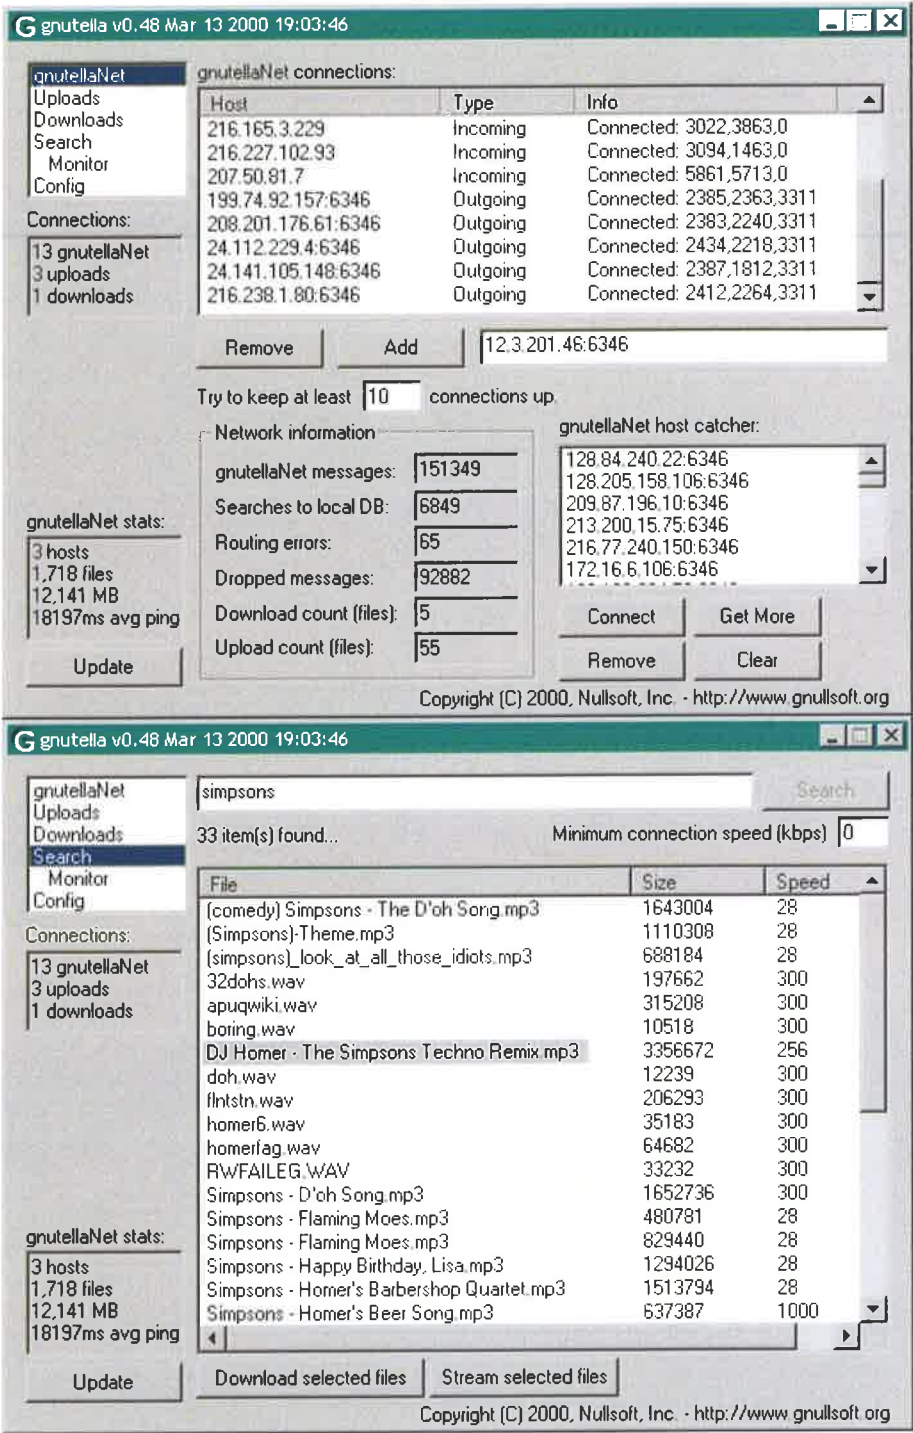 G gnutella v0.48 Mar 13 2000 19:03:46
gnutellaNet
Uploads
Downloads
Search
Monitor
Config
Connections:
13 gnutellaNet
3 uploads
1 downloads
gnutellaNet stats:
3 hosts
1,718 files
12,141 MB
18197ms avg ping
Update
gnutellaNet connections:
Host Type Info
216.165.3.229 Incoming Connected: 3022,3863,0
216.227.102.93 Incoming Connected: 3094,1463,0
207.50.81.7 Incoming Connected: 5861,5713,0
199.74.92.157:6346 Outgoing Connected: 2385,2363,3311
208.201.176.61:6346 Outgoing Connected: 2383,2240,3311
24.112.229.4:6346 Outgoing Connected: 2434,2218,3311
24.141.105.148:6346 Outgoing Connected: 2387,1812,3311
216.238.1.80:6346 Outgoing Connected: 2412,2264,3311
Remove Add 12.3.201.46:6346
Try to keep at least 10 connections up.
Network information
gnutellaNet messages: 151349
Searches to local DB: 6849
Routing errors: 65
Dropped messages: 92882
Download count (files): 5
Upload count (files): 55
gnutellaNet host catcher:
128.84.240.22:6346
128.205.158.106:6346
209.87.196.10:6346
213.200.15.75:6346
216.77.240.150:6346
172.16.6.106:6346
Connect Get More
Remove Clear
Copyright (C) 2000, Nullsoft, Inc. - http://www.gnullsoft.org
G gnutella v0.48 Mar 13 2000 19:03:46
gnutellaNet
Uploads
Downloads
Search
Monitor
Config
Connections:
13 gnutellaNet
3 uploads
1 downloads
gnutellaNet stats:
3 hosts
1,718 files
12,141 MB
18197ms avg ping
Update
simpsons Search
33 item(s) found... Minimum connection speed (kbps) 0
File Size Speed
(comedy) Simpsons - The D'oh Song.mp3 1643004 28
(Simpsons)-Theme.mp3 1110308 28
(simpsons)_look_at_all_those_idiots.mp3 688184 28
32dohs.wav 197662 300
apuqwiki.wav 315208 300
boring.wav 10518 300
DJ Homer - The Simpsons Techno Remix.mp3 3356672 256
doh.wav 12239 300
flntstn.wav 206293 300
homer6.wav 35183 300
homerfag.wav 64682 300
RWFAILEG.WAV 33232 300
Simpsons - D'oh Song.mp3 1652736 300
Simpsons - Flaming Moes.mp3 480781 28
Simpsons - Flaming Moes.mp3 829440 28
Simpsons - Happy Birthday, Lisa.mp3 1294026 28
Simpsons - Homer's Barbershop Quartet.mp3 1513794 28
Simpsons - Homer's Beer Song.mp3 637387 1000
Download selected files Stream selected files
Copyright (C) 2000, Nullsoft, Inc. - http://www.gnullsoft.org